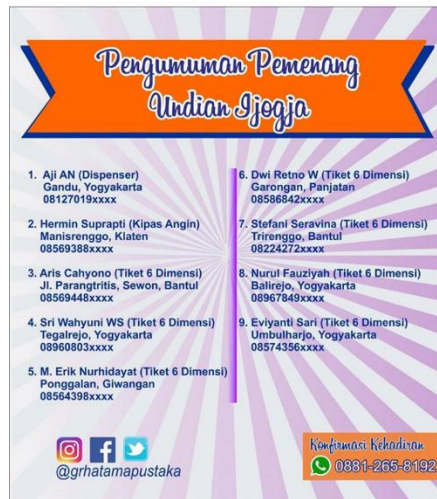 Pengumuman Pemenang
Undian Ijogja
1. Aji AN (Dispenser)
Gandu, Yogyakarta
08127019xxxx
2. Hermin Suprapti (Kipas Angin)
Manisrenggo, Klaten
08569388xxxx
3. Aris Cahyono (Tiket 6 Dimensi)
Jl. Parangtritis, Sewon, Bantul
08569448xxxx
4. Sri Wahyuni WS (Tiket 6 Dimensi)
Tegalrejo, Yogyakarta
08960803xxxx
5. M. Erik Nurhidayat (Tiket 6 Dimensi)
Ponggalan, Giwangan
08564398xxxx
6. Dwi Retno W (Tiket 6 Dimensi)
Garongan, Panjatan
08586842xxxx
7. Stefani Seravina (Tiket 6 Dimensi)
Trirenggo, Bantul
08224272xxxx
8. Nurul Fauziyah (Tiket 6 Dimensi)
Balirejo, Yogyakarta
08967849xxxx
9. Eviyanti Sari (Tiket 6 Dimensi)
Umbulharjo, Yogyakarta
08574356xxxx
@grhatamapustaka
Konfirmasi Kehadiran
0881-265-8192